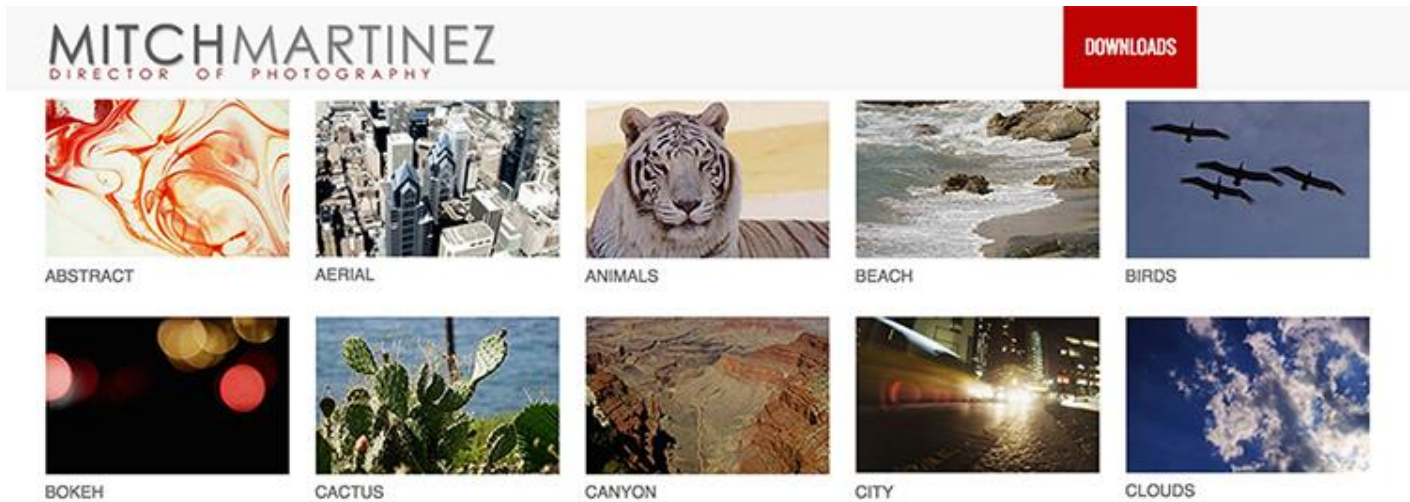 MITCHMARTINEZ
DIRECTOR OF PHOTOGRAPHY
DOWNLOADS
ABSTRACT
AERIAL
ANIMALS
BEACH
BIRDS
BOKEH
CACTUS
CANYON
CITY
CLOUDS